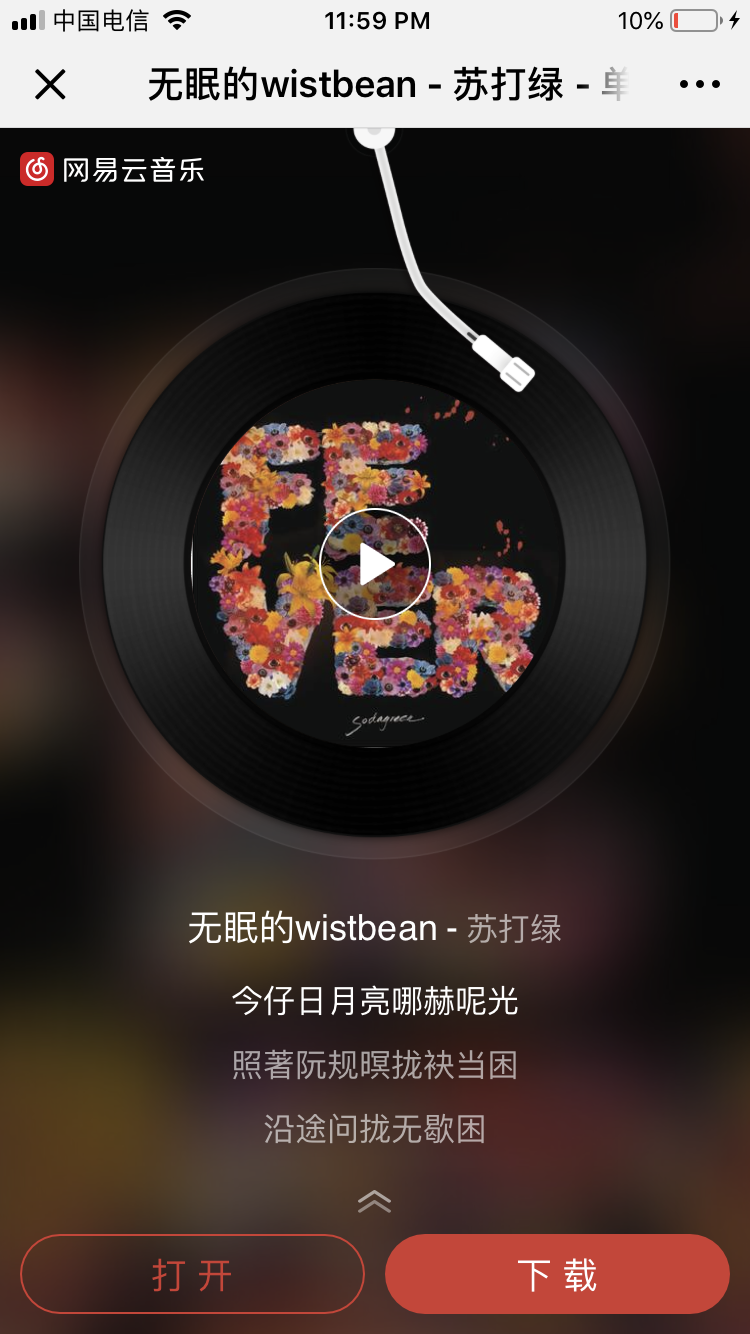 中国电信 11:59 PM 10%
无眠的wistbean - 苏打绿 - 单
网易云音乐
FE
VER
sodagreen
无眠的wistbean - 苏打绿
今仔日月亮哪赫呢光
照著阮规暝拢袂当困
沿途问拢无歇困
打开
下载